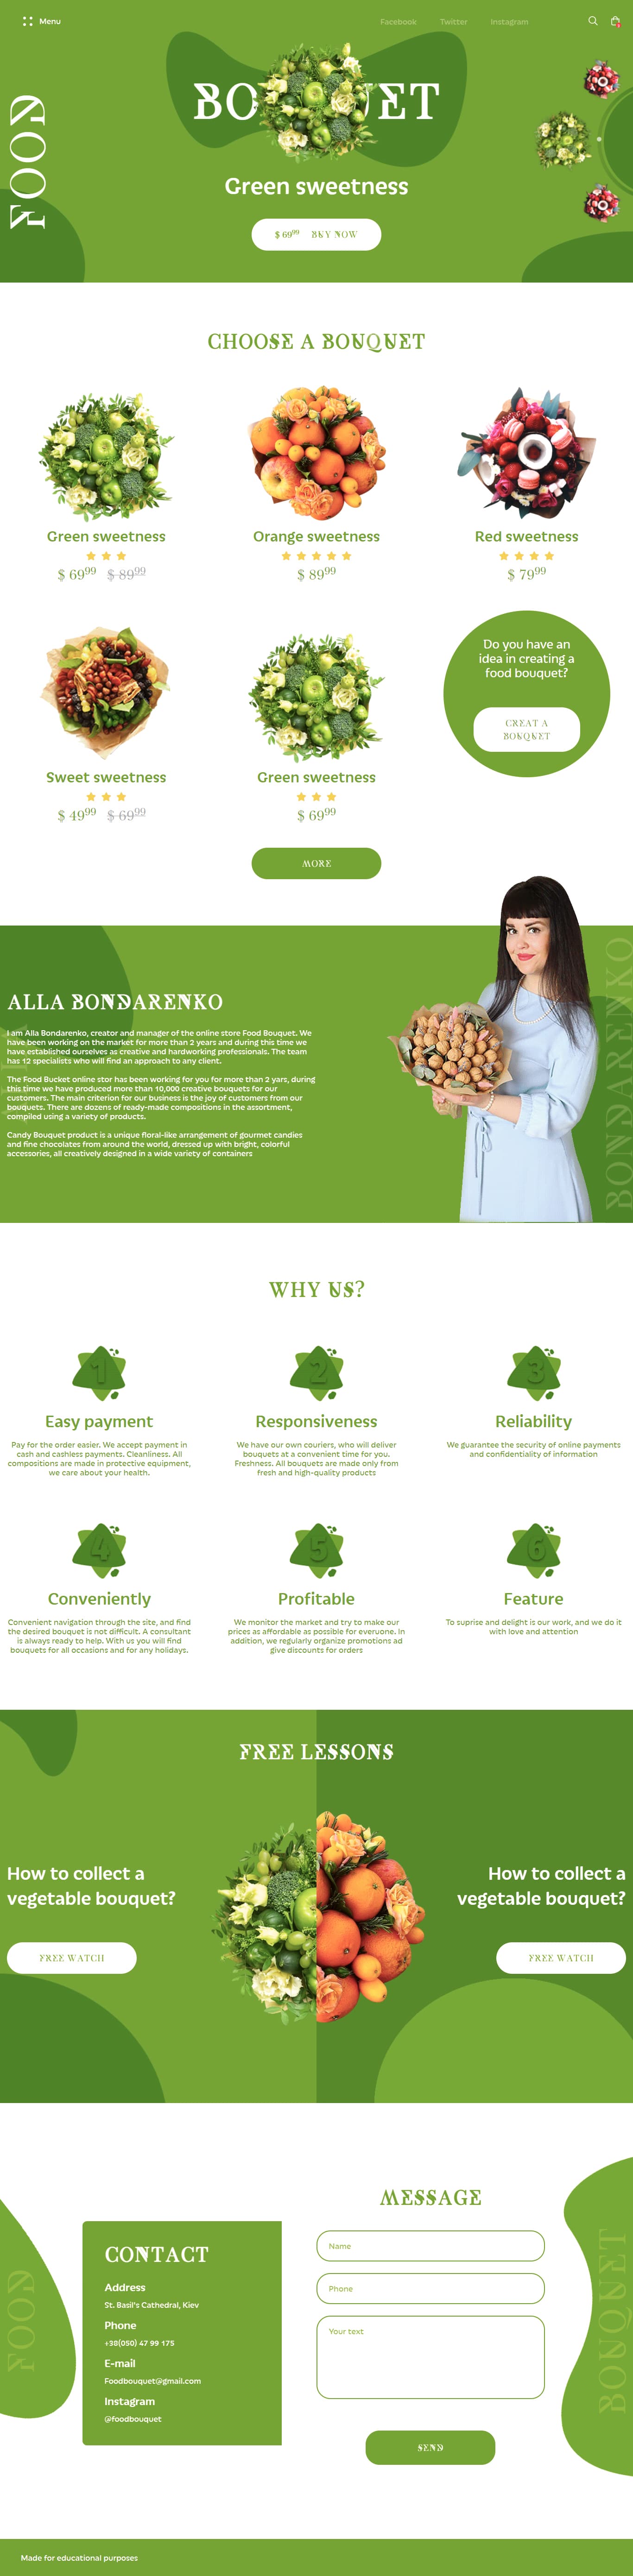 Menu
Facebook
Twitter
Instagram
FOOD
BO ET
Green sweetness
$ 69⁹⁹ BUY NOW
CHOOSE A BOUQUET
Green sweetness
$ 69⁹⁹ $ 89⁹⁹
Orange sweetness
$ 89⁹⁹
Red sweetness
$ 79⁹⁹
Sweet sweetness
$ 49⁹⁹ $ 69⁹⁹
Green sweetness
$ 69⁹⁹
Do you have an
idea in creating a
food bouquet?
CREAT A
BOUQUET
MORE
ALLA BONDARENKO
I am Alla Bondarenko, creator and manager of the online store Food Bouquet. We
have been working on the market for more than 2 years and during this time we
have established ourselves as creative and hardworking professionals. The team
has 12 specialists who will find an approach to any client.
The Food Bucket online stor has been working for you for more than 2 years, during
this time we have produced more than 10,000 creative bouquets for our
customers. The main criterion for our business is the joy of customers from our
bouquets. There are dozens of ready-made compositions in the assortment,
compiled using a variety of products.
Candy Bouquet product is a unique floral-like arrangement of gourmet candies
and fine chocolates from around the world, dressed up with bright, colorful
accessories, all creatively designed in a wide variety of containers
BONDARENKO
WHY US?
1
Easy payment
Pay for the order easier. We accept payment in
cash and cashless payments. Cleanliness. All
compositions are made in protective equipment,
we care about your health.
2
Responsiveness
We have our own couriers, who will deliver
bouquets at a convenient time for you.
Freshness. All bouquets are made only from
fresh and high-quality products
3
Reliability
We guarantee the security of online payments
and confidentiality of information
4
Conveniently
Convenient navigation through the site, and find
the desired bouquet is not difficult. A consultant
is always ready to help. With us you will find
bouquets for all occasions and for any holidays.
5
Profitable
We monitor the market and try to make our
prices as affordable as possible for everyone. In
addition, we regularly organize promotions ad
give discounts for orders
6
Feature
To suprise and delight is our work, and we do it
with love and attention
FREE LESSONS
How to collect a
vegetable bouquet?
FREE WATCH
How to collect a
vegetable bouquet?
FREE WATCH
FOOD
CONTACT
Address
St. Basil's Cathedral, Kiev
Phone
+38(050) 47 99 175
E-mail
Foodbouquet@gmail.com
Instagram
@foodbouquet
MESSAGE
Name
Phone
Your text
SEND
BOUQUET
Made for educational purposes